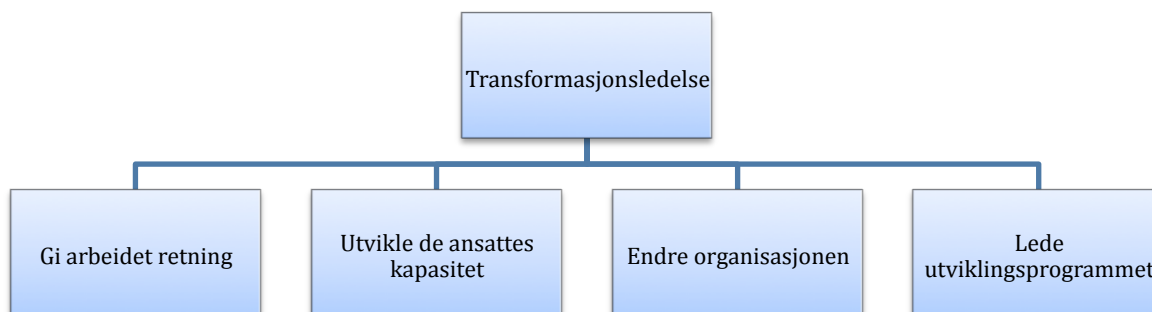 Transformasjonsledelse
Gi arbeidet retning
Utvikle de ansattes
kapasitet
Endre organisasjonen
Lede
utviklingsprogrammet